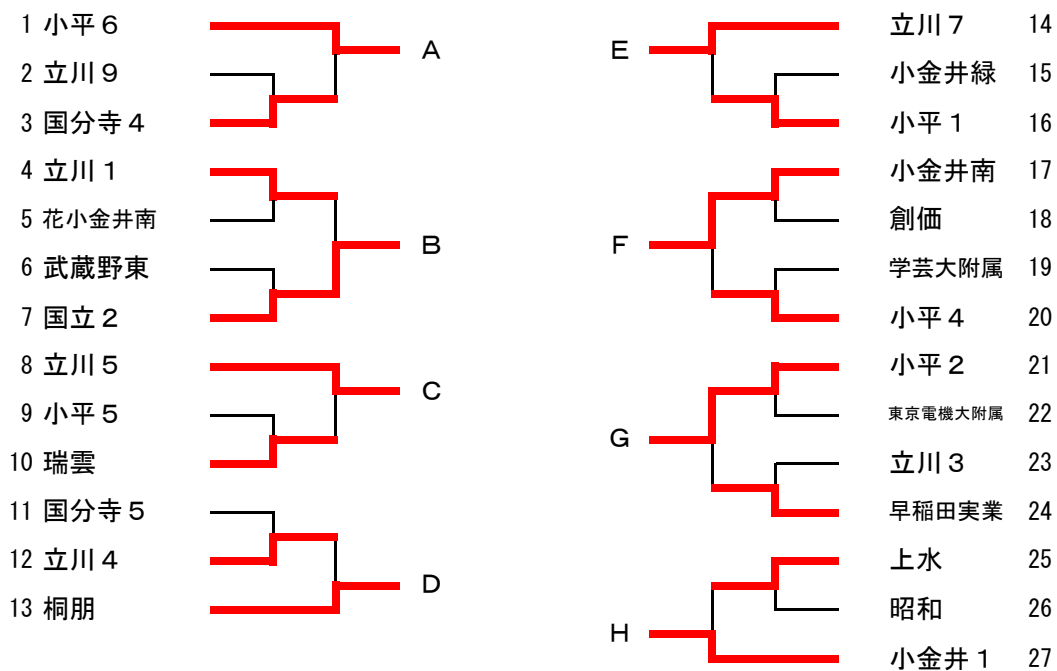 1 小平６
2 立川９
3 国分寺４
A
4 立川１
5 花小金井南
6 武蔵野東
7 国立２
B
8 立川５
9 小平５
10 瑞雲
C
11 国分寺５
12 立川４
13 桐朋
D
立川７ 14
小金井緑 15
小平１ 16
E
小金井南 17
創価 18
学芸大附属 19
小平４ 20
F
小平２ 21
東京電機大附属 22
立川３ 23
早稲田実業 24
G
上水 25
昭和 26
小金井１ 27
H